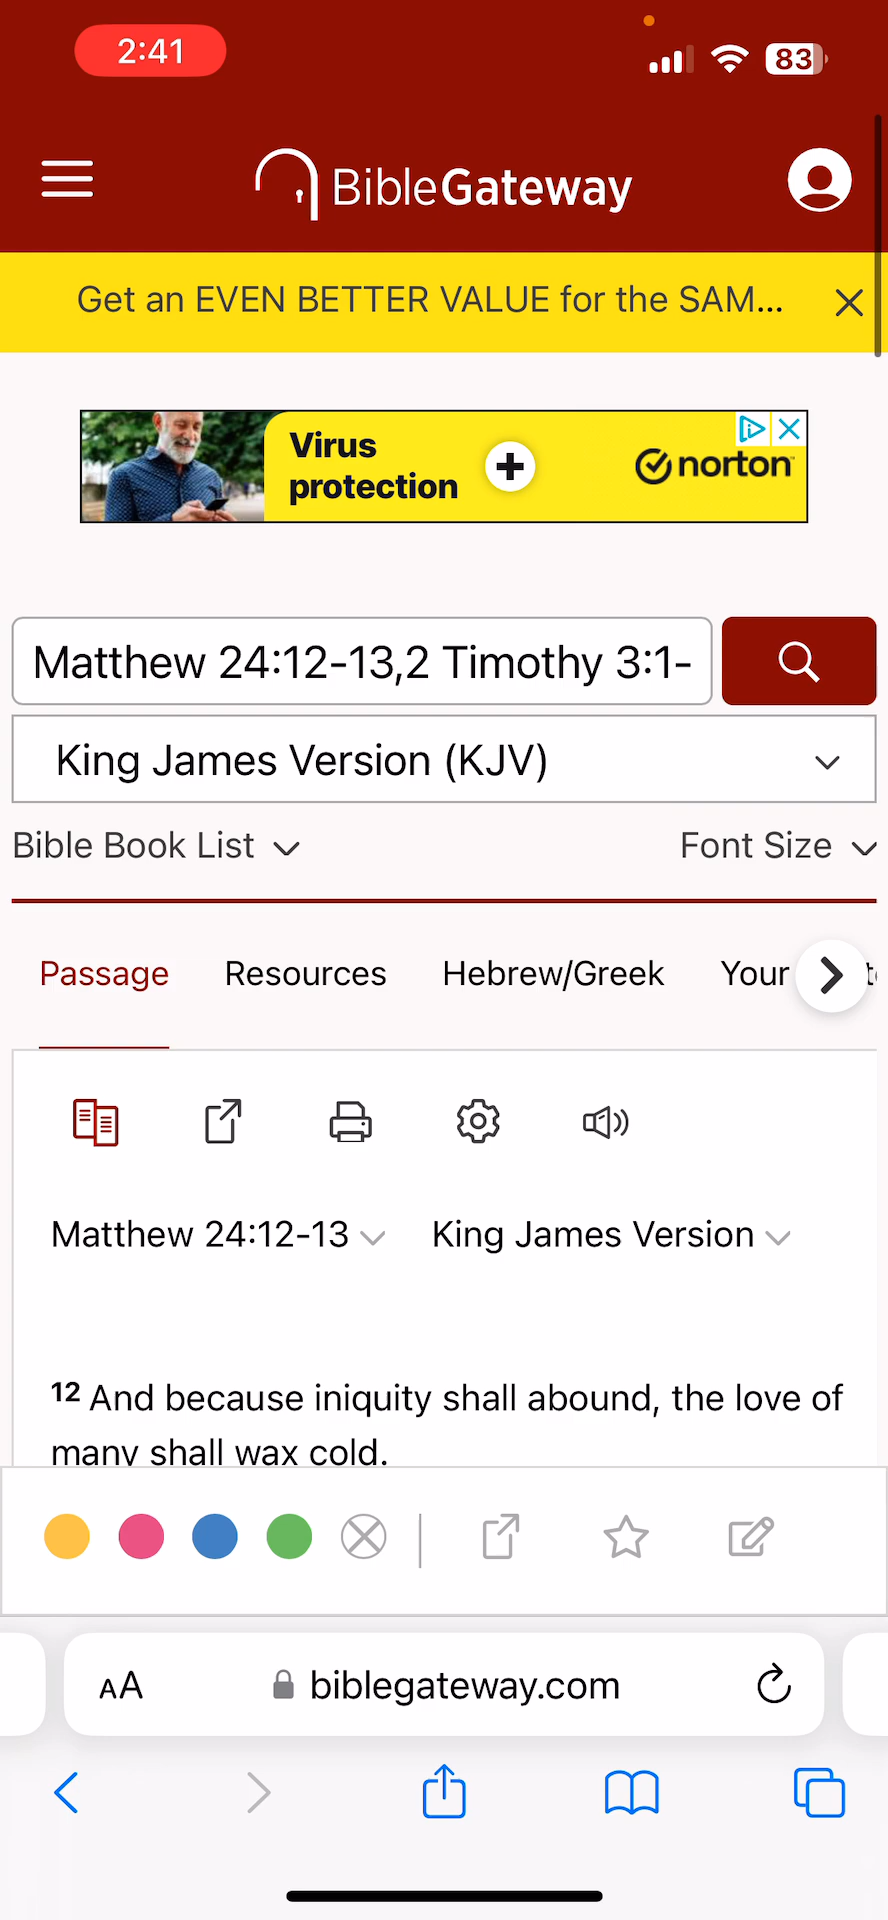 2:41
83
BibleGateway
Get an EVEN BETTER VALUE for the SAM...
Virus
protection
norton
Matthew 24:12-13,2 Timothy 3:1-
King James Version (KJV)
Bible Book List
Font Size
Passage Resources Hebrew/Greek Your
Matthew 24:12-13 King James Version
12 And because iniquity shall abound, the love of
many shall wax cold.
AA biblegateway.com